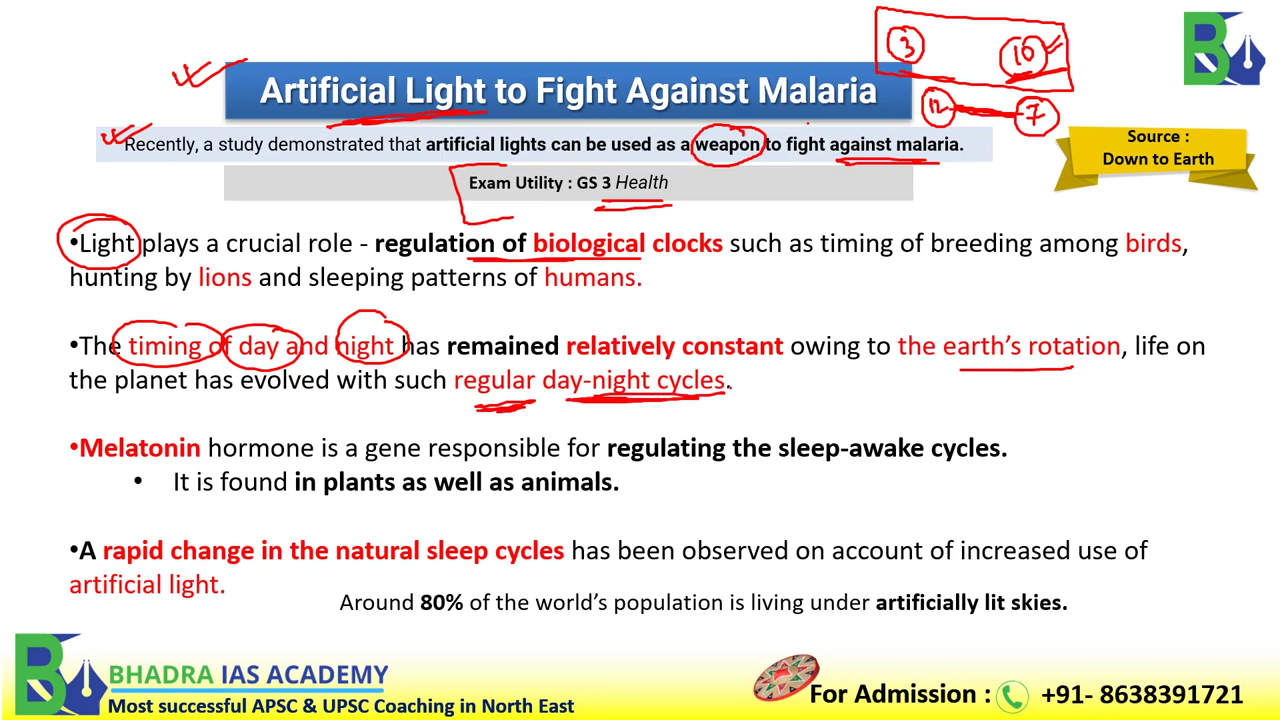 3 10
Artificial Light to Fight Against Malaria
12 7
Recently, a study demonstrated that artificial lights can be used as a weapon to fight against malaria.
Source :
Down to Earth
Exam Utility : GS 3 Health
•Light plays a crucial role - regulation of biological clocks such as timing of breeding among birds,
hunting by lions and sleeping patterns of humans.
•The timing of day and night has remained relatively constant owing to the earth's rotation, life on
the planet has evolved with such regular day-night cycles.
•Melatonin hormone is a gene responsible for regulating the sleep-awake cycles.
• It is found in plants as well as animals.
•A rapid change in the natural sleep cycles has been observed on account of increased use of
artificial light.
Around 80% of the world's population is living under artificially lit skies.
BHADRA IAS ACADEMY
Most successful APSC & UPSC Coaching in North East
For Admission : +91- 8638391721